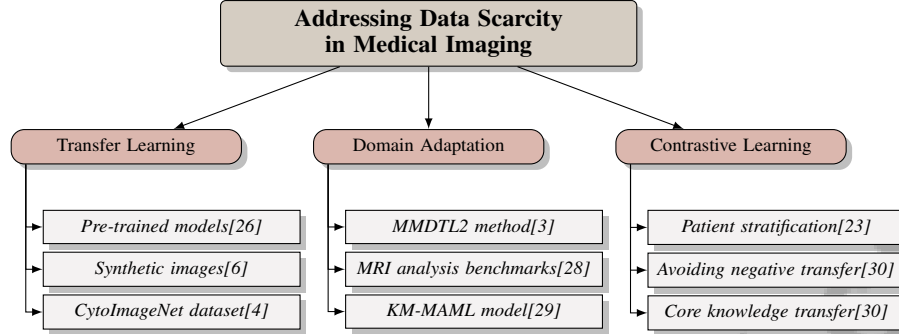 Addressing Data Scarcity
in Medical Imaging
Transfer Learning
Domain Adaptation
Contrastive Learning
Pre-trained models[26]
MMDTL2 method[3]
Patient stratification[23]
Synthetic images[6]
MRI analysis benchmarks[28]
Avoiding negative transfer[30]
CytoImageNet dataset[4]
KM-MAML model[29]
Core knowledge transfer[30]